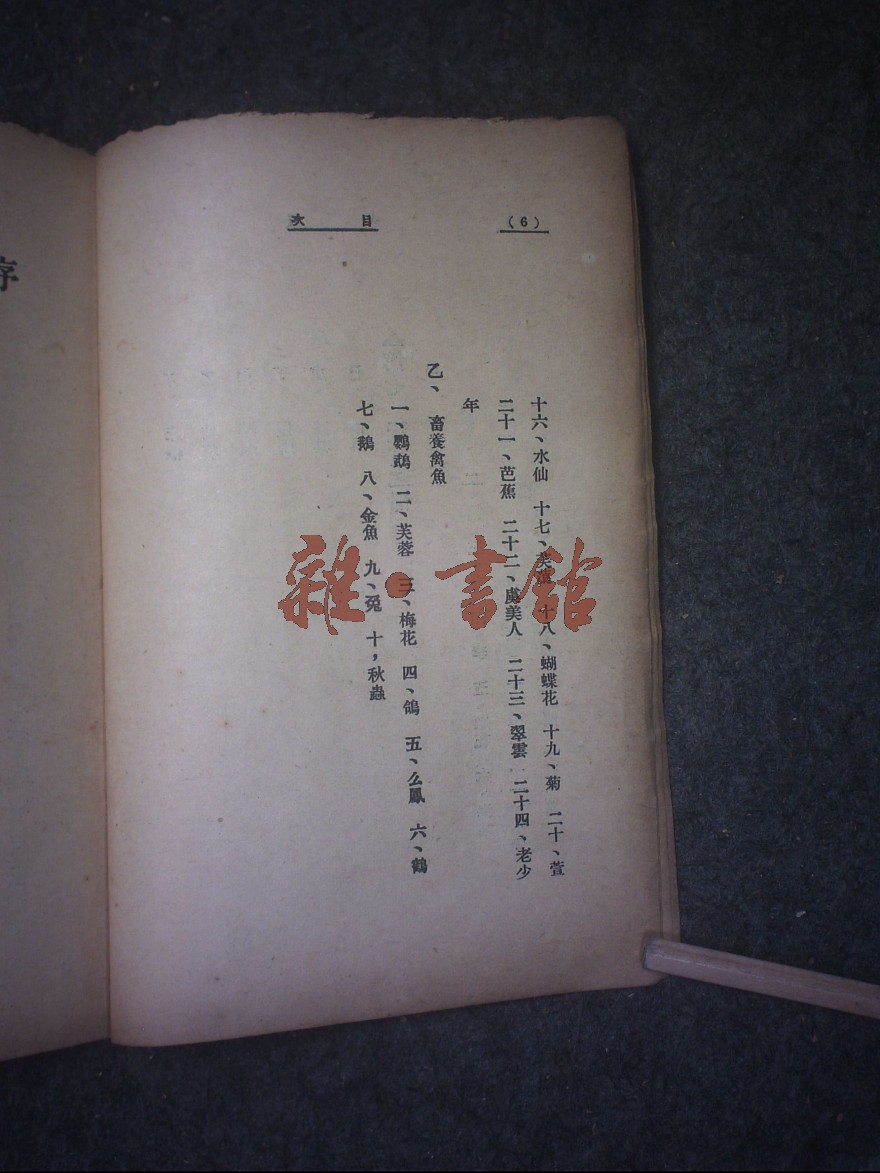 (6)
目次
十六、水仙 十七、芙蓉 十八、蝴蝶花 十九、菊 二十、萱
二十一、芭蕉 二十二、虞美人 二十三、翠雲 二十四、老少
年
乙、畜養禽魚
一、鸚鵡 二、芙蓉 三、梅花 四、鴿 五、么鳳 六、鶴
七、鵝 八、金魚 九、兔 十，秋蟲
序
雜·書館